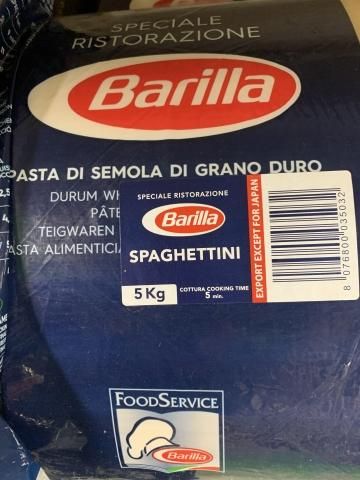 SPECIALE
RISTORAZIONE
Barilla
PASTA DI SEMOLA DI GRANO DURO
DURUM WH
PÂTE
TEIGWAREN
ASTA ALIMENTICIA
SPECIALE RISTORAZIONE
Barilla
SPAGHETTINI
5 Kg
COTTURA COOKING TIME
5 min.
EXPORT EXCEPT FOR JAPAN
8 076800 035032
FOODSERVICE
Barilla